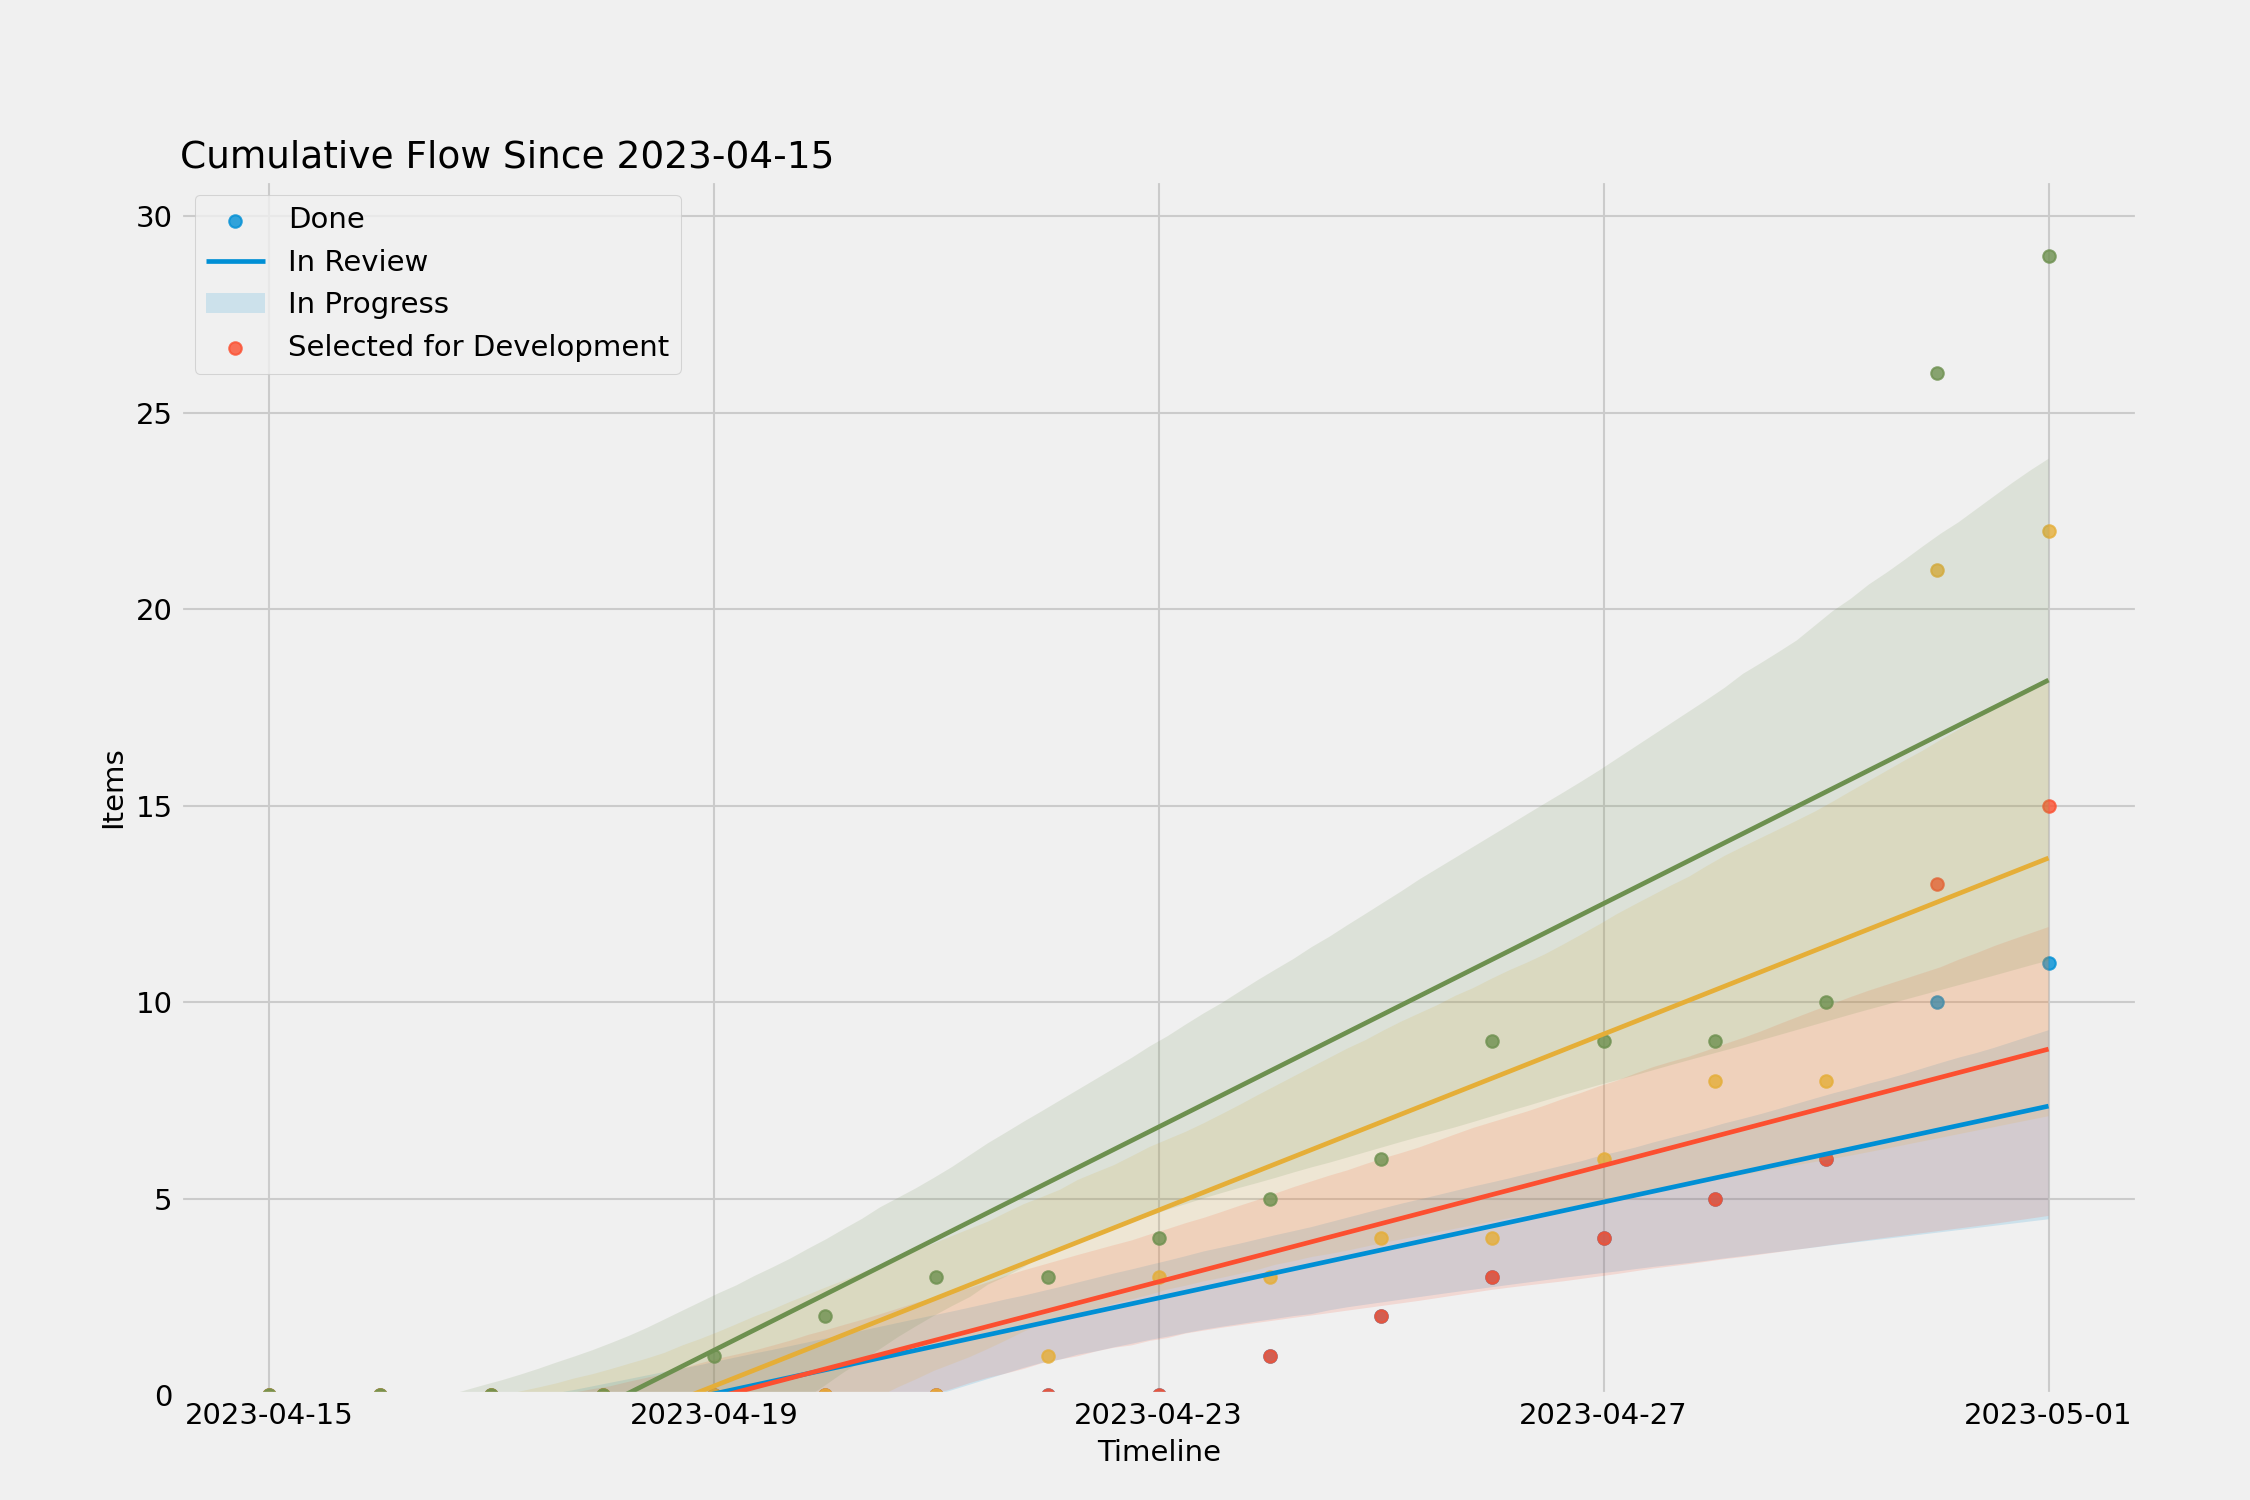 Cumulative Flow Since 2023-04-15
Done
In Review
In Progress
Selected for Development
30
25
20
15
10
5
0
Items
2023-04-15
2023-04-19
2023-04-23
2023-04-27
2023-05-01
Timeline